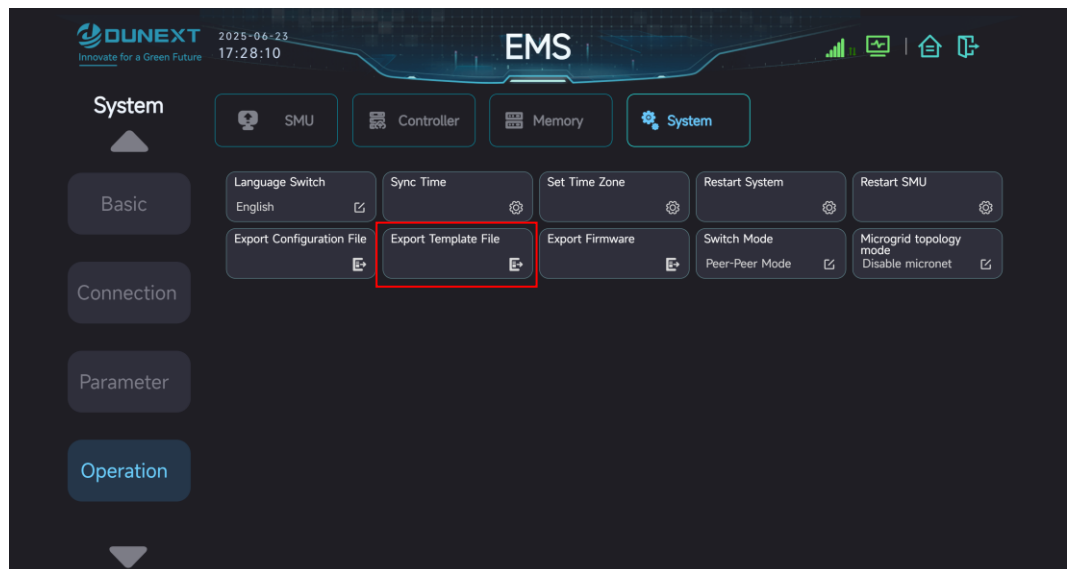 DUNEXT
Innovate for a Green Future
2025-06-23
17:28:10
EMS
System
SMU
Controller
Memory
System
Basic
Connection
Parameter
Operation
Language Switch
English
Sync Time
Set Time Zone
Restart System
Restart SMU
Export Configuration File
Export Template File
Export Firmware
Switch Mode
Peer-Peer Mode
Microgrid topology
mode
Disable micronet